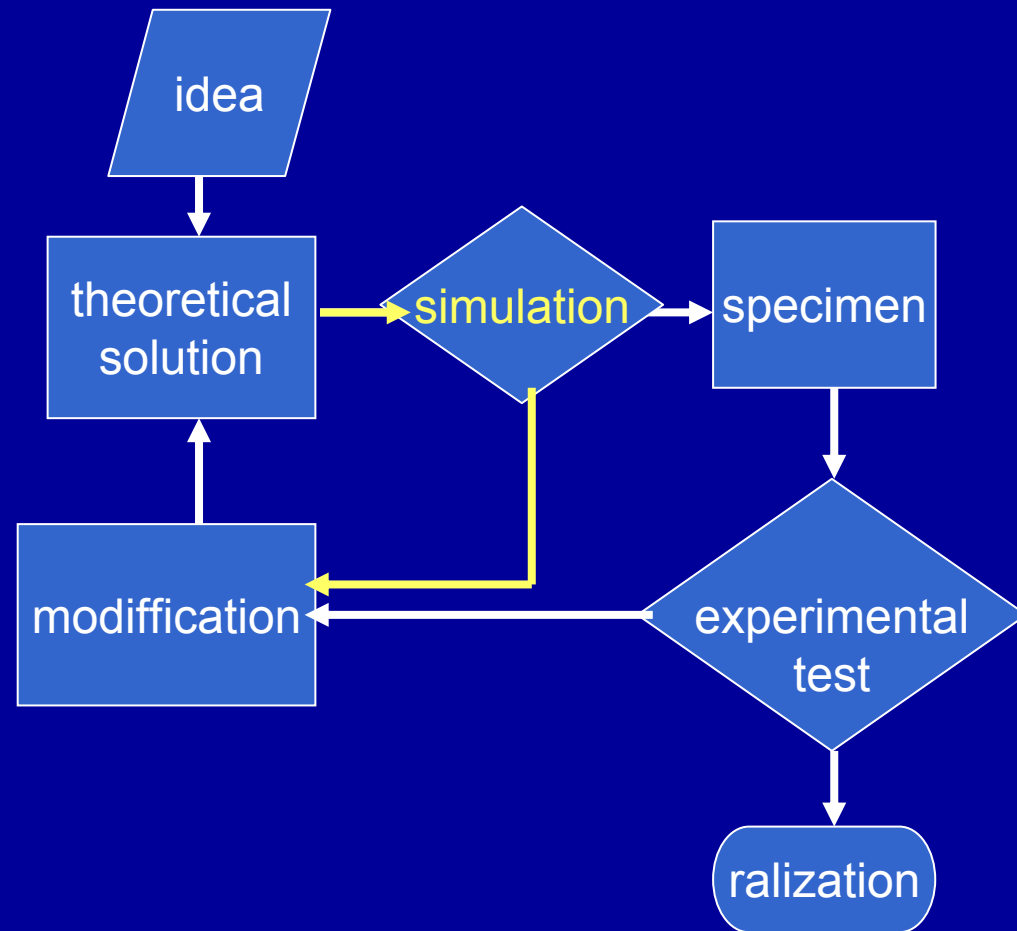 idea
theoretical
solution
simulation
specimen
modiffication
experimental
test
ralization